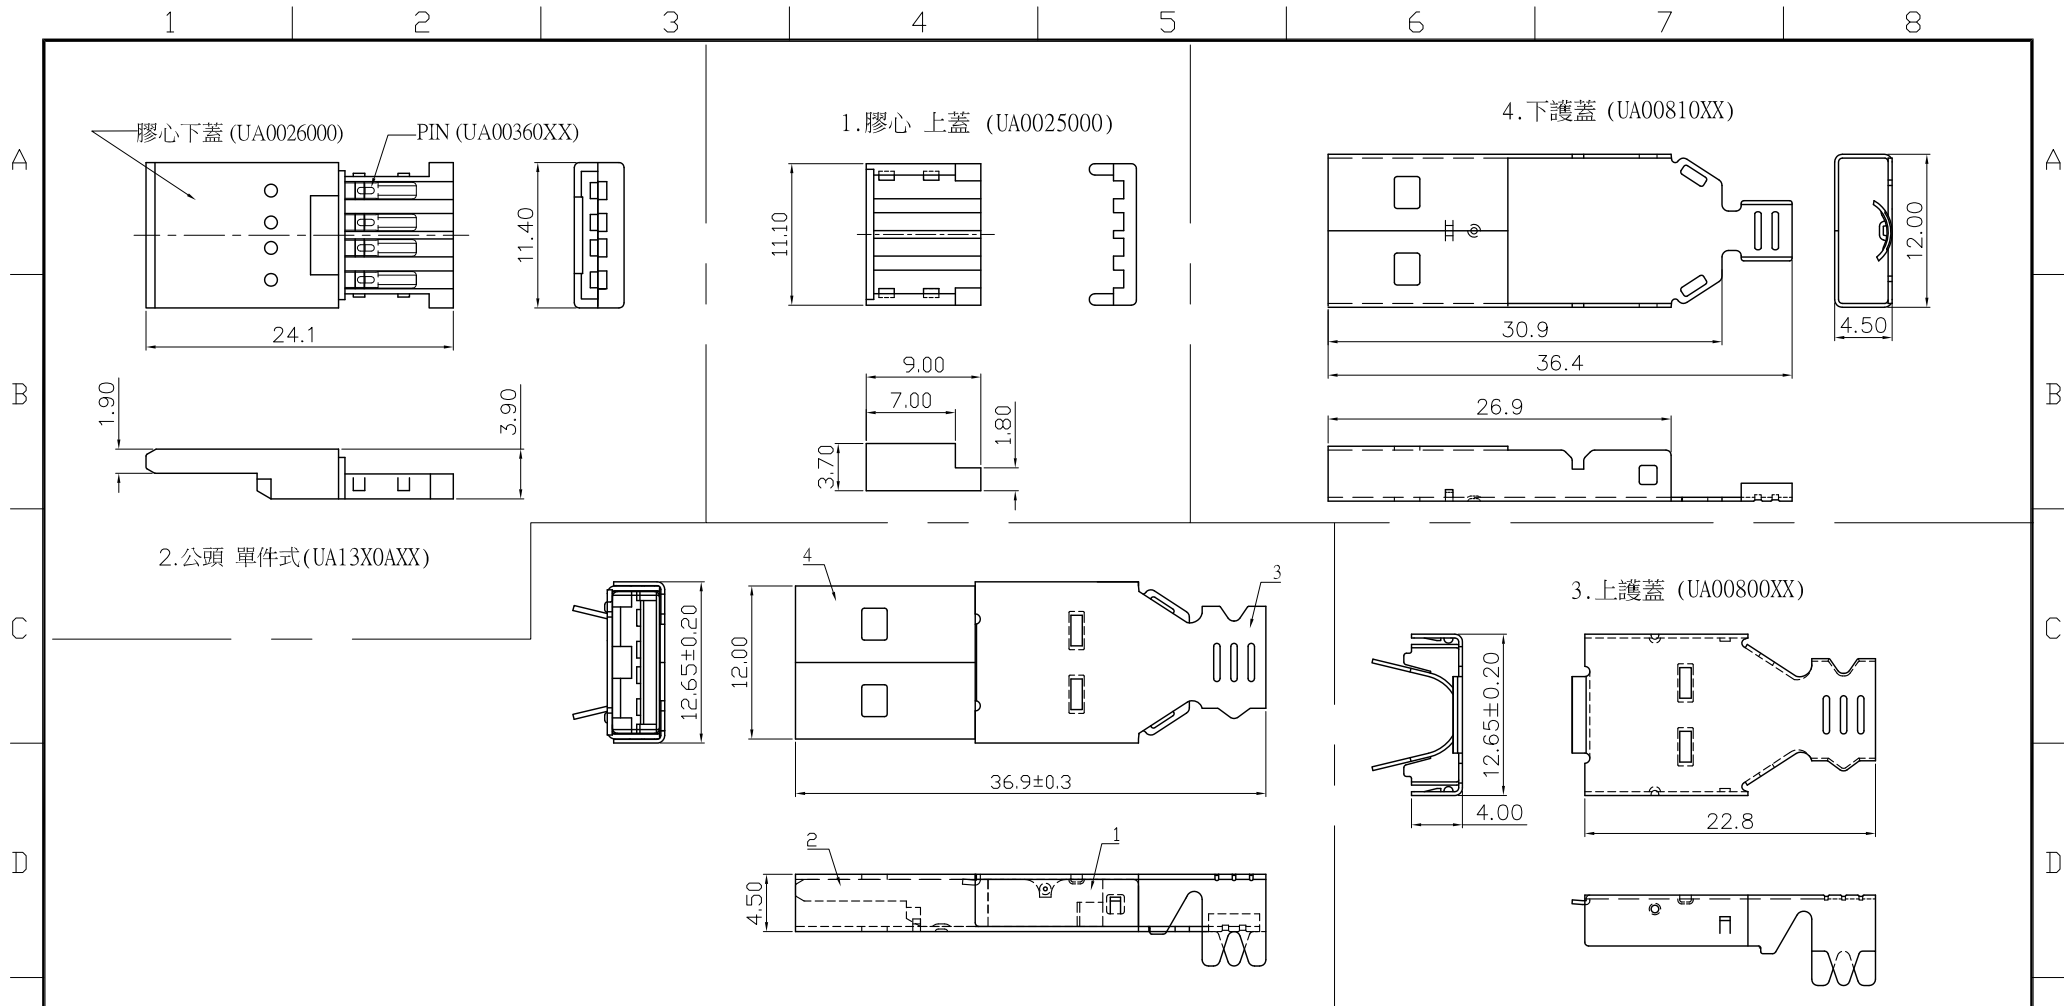 1 2 3 4 5 6 7 8
A A
B B
C C
D D
膠心下蓋 (UA0026000)
PIN (UA00360XX)
11.40
24.1
1.90
3.90
2.公頭 單件式(UA13X0AXX)
1.膠心 上蓋 (UA0025000)
11.10
9.00
7.00
1.80
3.70
4.下護蓋 (UA00810XX)
12.00
4.50
30.9
36.4
26.9
4
3
12.65±0.20
12.00
36.9±0.3
2
1
4.50
3.上護蓋 (UA00800XX)
12.65±0.20
4.00
22.8